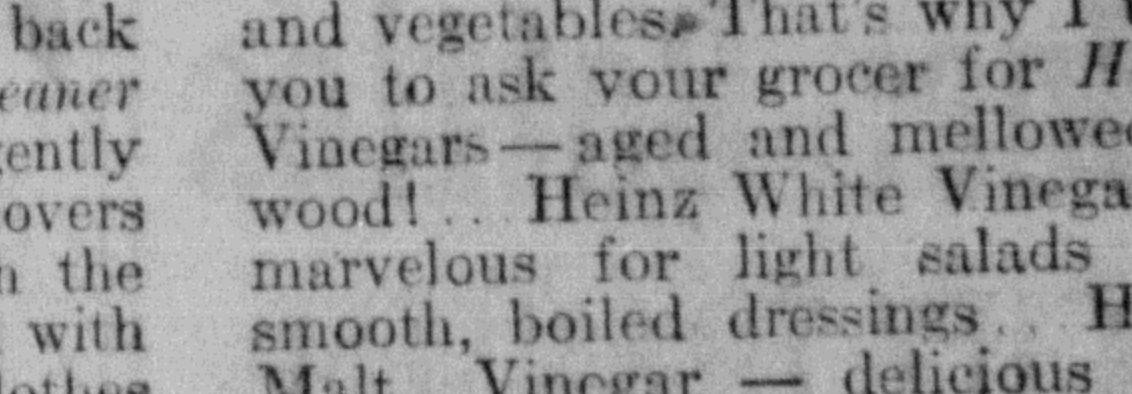 back
eaner
ently
overs
the
with
and vegetables. That's why I
you to ask your grocer for H
Vinegars — aged and mellowed
wood! . . . Heinz White Vinega
marvelous for light salads
smooth, boiled dressings . . . H
Malt Vinegar — delicious